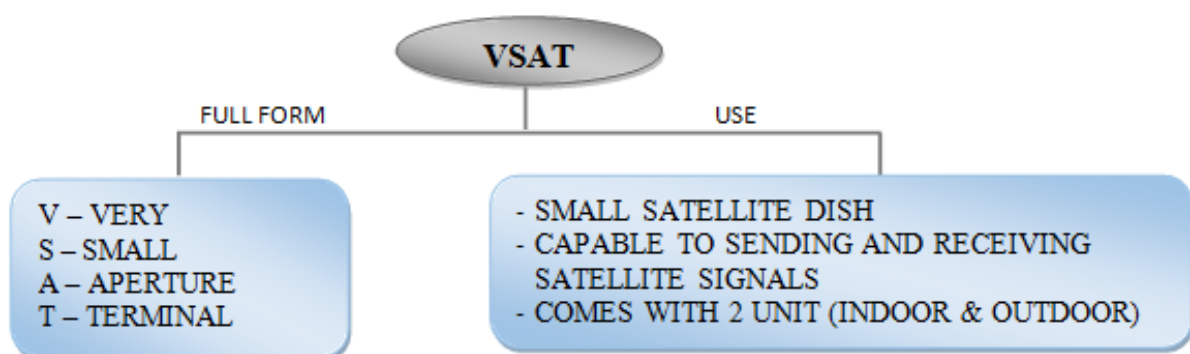 VSAT
FULL FORM
USE
V – VERY
S – SMALL
A – APERTURE
T – TERMINAL
- SMALL SATELLITE DISH
- CAPABLE TO SENDING AND RECEIVING
SATELLITE SIGNALS
- COMES WITH 2 UNIT (INDOOR & OUTDOOR)